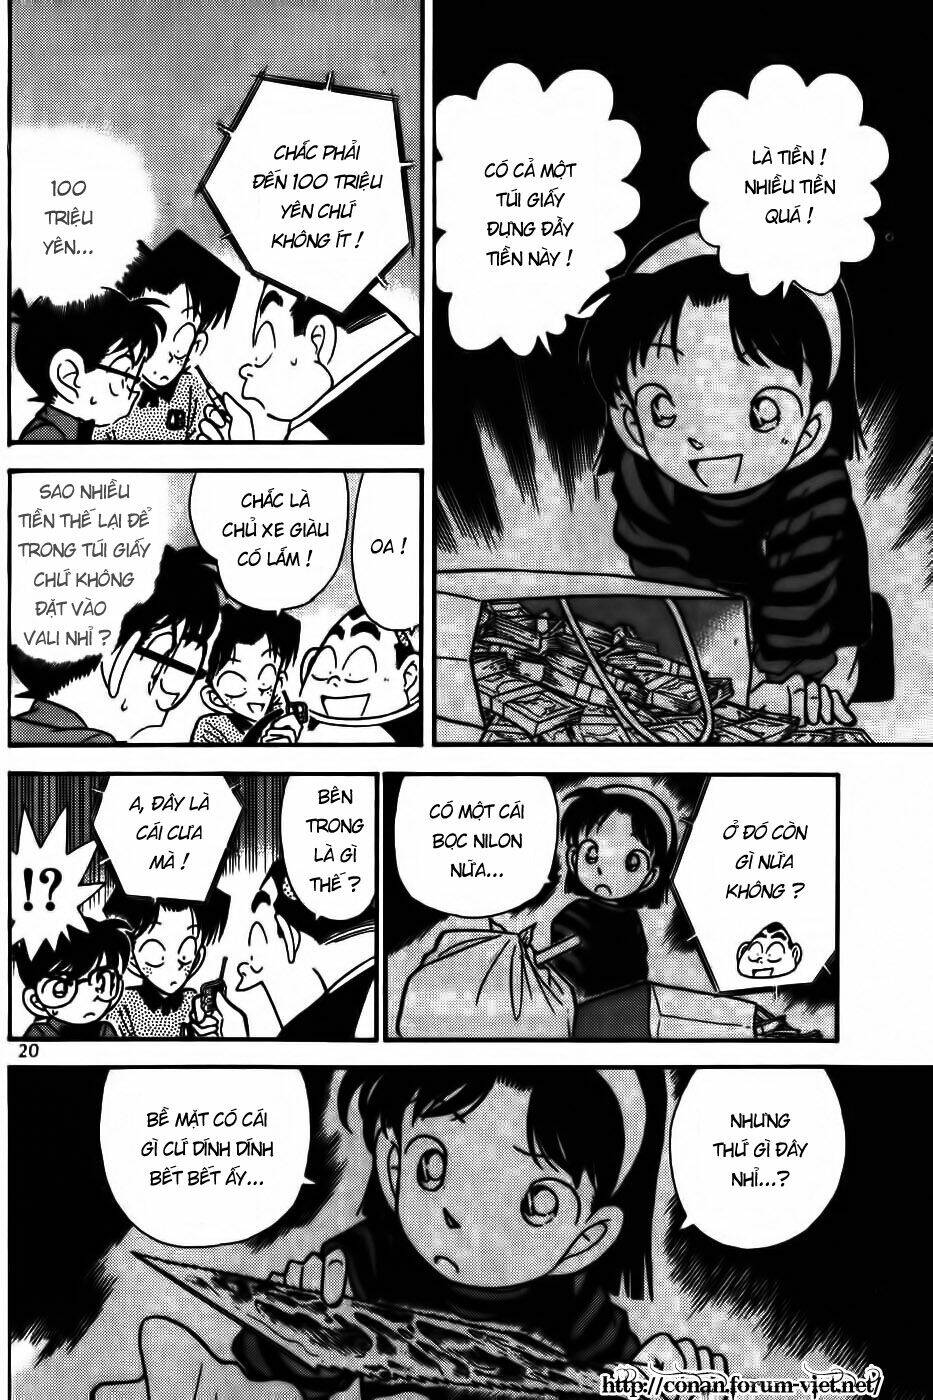 LÀ TIỀN !
NHIỀU TIỀN
QUÁ !
CÓ CẢ MỘT
TÚI GIẤY
ĐỰNG ĐẦY
TIỀN NÀY !
CHẮC PHẢI
ĐẾN 100 TRIỆU
YÊN CHỨ
KHÔNG ÍT !
100
TRIỆU
YÊN...
OA !
CHẮC LÀ
CHỦ XE GIÀU
CÓ LẮM !
SAO NHIỀU
TIỀN THẾ LẠI ĐỂ
TRONG TÚI GIẤY
CHỨ KHÔNG
ĐẶT VÀO
VALI NHỈ ?
Ở ĐÓ CÒN
GÌ NỮA
KHÔNG ?
CÓ MỘT CÁI
BỌC NILON
NỮA...
BÊN
TRONG
LÀ GÌ
THẾ ?
A, ĐÂY LÀ
CÁI CƯA
MÀ !
!?
20
NHƯNG
THỨ GÌ ĐÂY
NHỈ...?
BỀ MẶT CÓ CÁI
GÌ CỨ DÍNH DÍNH
BẾT BẾT ẤY...
http://conan.forum-viet.net/